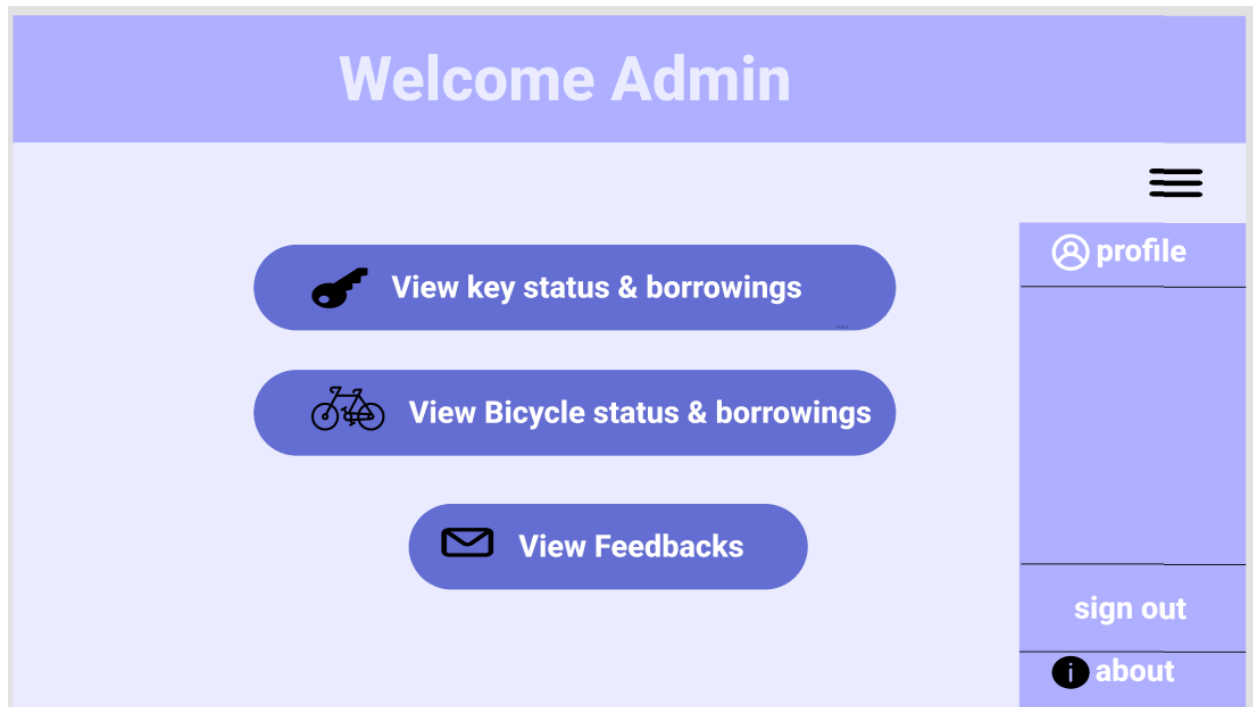 Welcome Admin
profile
View key status & borrowings
...
View Bicycle status & borrowings
View Feedbacks
sign out
i about